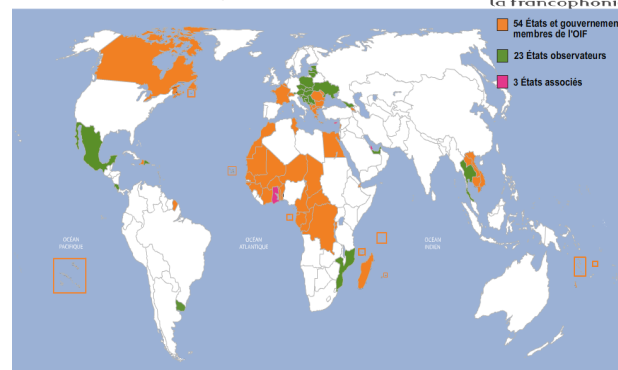 la francophoni
54 États et gouvernemen
membres de l'OIF
23 États observateurs
3 États associés
OCÉAN
PACIFIQUE
OCÉAN
ATLANTIQUE
OCÉAN
INDIEN